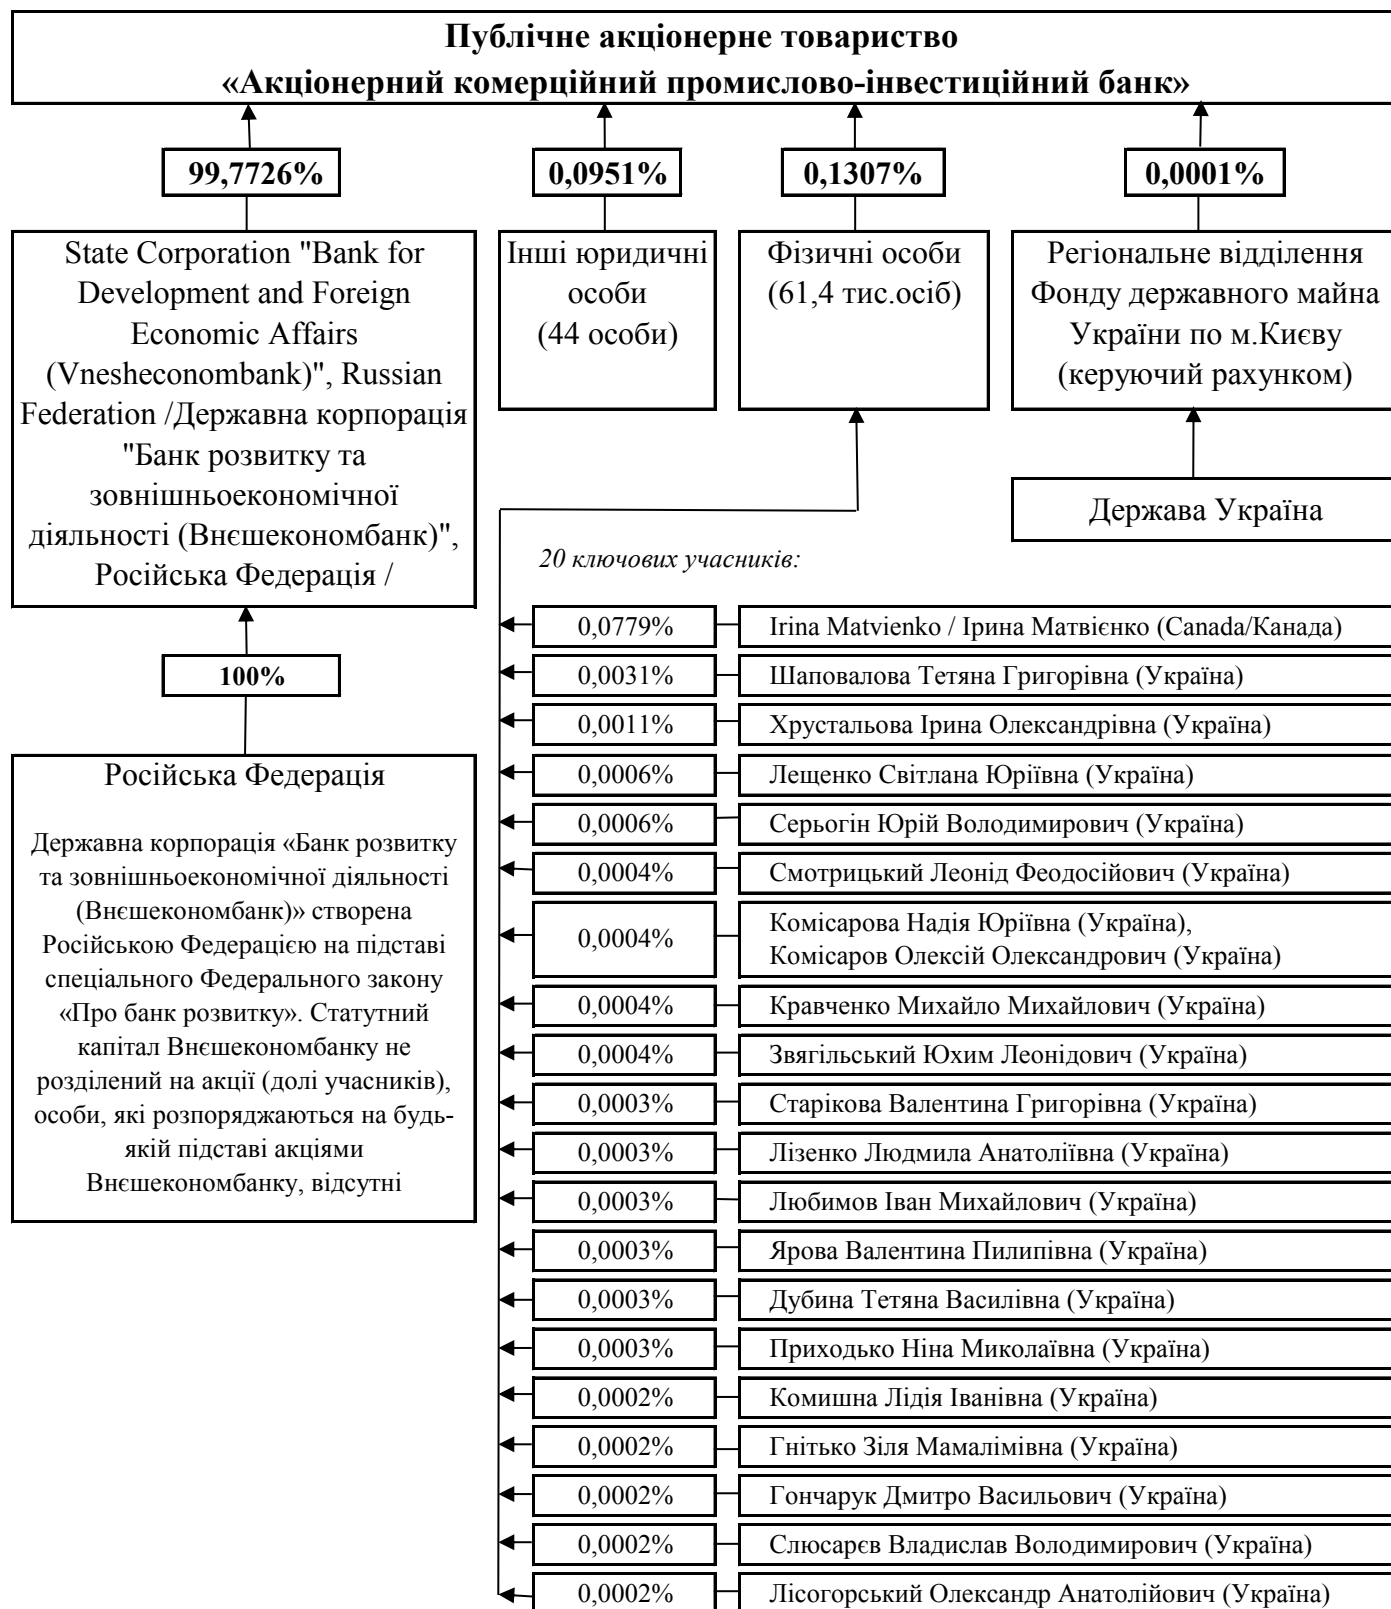 Публічне акціонерне товариство
«Акціонерний комерційний промислово-інвестиційний банк»
99,7726%
0,0951%
0,1307%
0,0001%
State Corporation "Bank for
Development and Foreign
Economic Affairs
(Vnesheconombank)", Russian
Federation /Державна корпорація
"Банк розвитку та
зовнішньоекономічної
діяльності (Внєшекономбанк)",
Російська Федерація /
Інші юридичні
особи
(44 особи)
Фізичні особи
(61,4 тис.осіб)
Регіональне відділення
Фонду державного майна
України по м.Києву
(керуючий рахунком)
Держава Україна
100%
Російська Федерація
Державна корпорація «Банк розвитку
та зовнішньоекономічної діяльності
(Внєшекономбанк)» створена
Російською Федерацією на підставі
спеціального Федерального закону
«Про банк розвитку». Статутний
капітал Внєшекономбанку не
розділений на акції (долі учасників),
особи, які розпоряджаються на будь-
якій підставі акціями
Внєшекономбанку, відсутні
20 ключових учасників:
0,0779% Irina Matvienko / Ірина Матвієнко (Canada/Канада)
0,0031% Шаповалова Тетяна Григорівна (Україна)
0,0011% Хрустальова Ірина Олександрівна (Україна)
0,0006% Лещенко Світлана Юріївна (Україна)
0,0006% Серьогін Юрій Володимирович (Україна)
0,0004% Смотрицький Леонід Феодосійович (Україна)
0,0004% Комісарова Надія Юріївна (Україна),
Комісаров Олексій Олександрович (Україна)
0,0004% Кравченко Михайло Михайлович (Україна)
0,0004% Звягільський Юхим Леонідович (Україна)
0,0003% Старікова Валентина Григорівна (Україна)
0,0003% Лізенко Людмила Анатоліївна (Україна)
0,0003% Любимов Іван Михайлович (Україна)
0,0003% Ярова Валентина Пилипівна (Україна)
0,0003% Дубина Тетяна Василівна (Україна)
0,0003% Приходько Ніна Миколаївна (Україна)
0,0002% Комишна Лідія Іванівна (Україна)
0,0002% Гнітько Зіля Мамалімівна (Україна)
0,0002% Гончарук Дмитро Васильович (Україна)
0,0002% Слюсарєв Владислав Володимирович (Україна)
0,0002% Лісогорський Олександр Анатолійович (Україна)